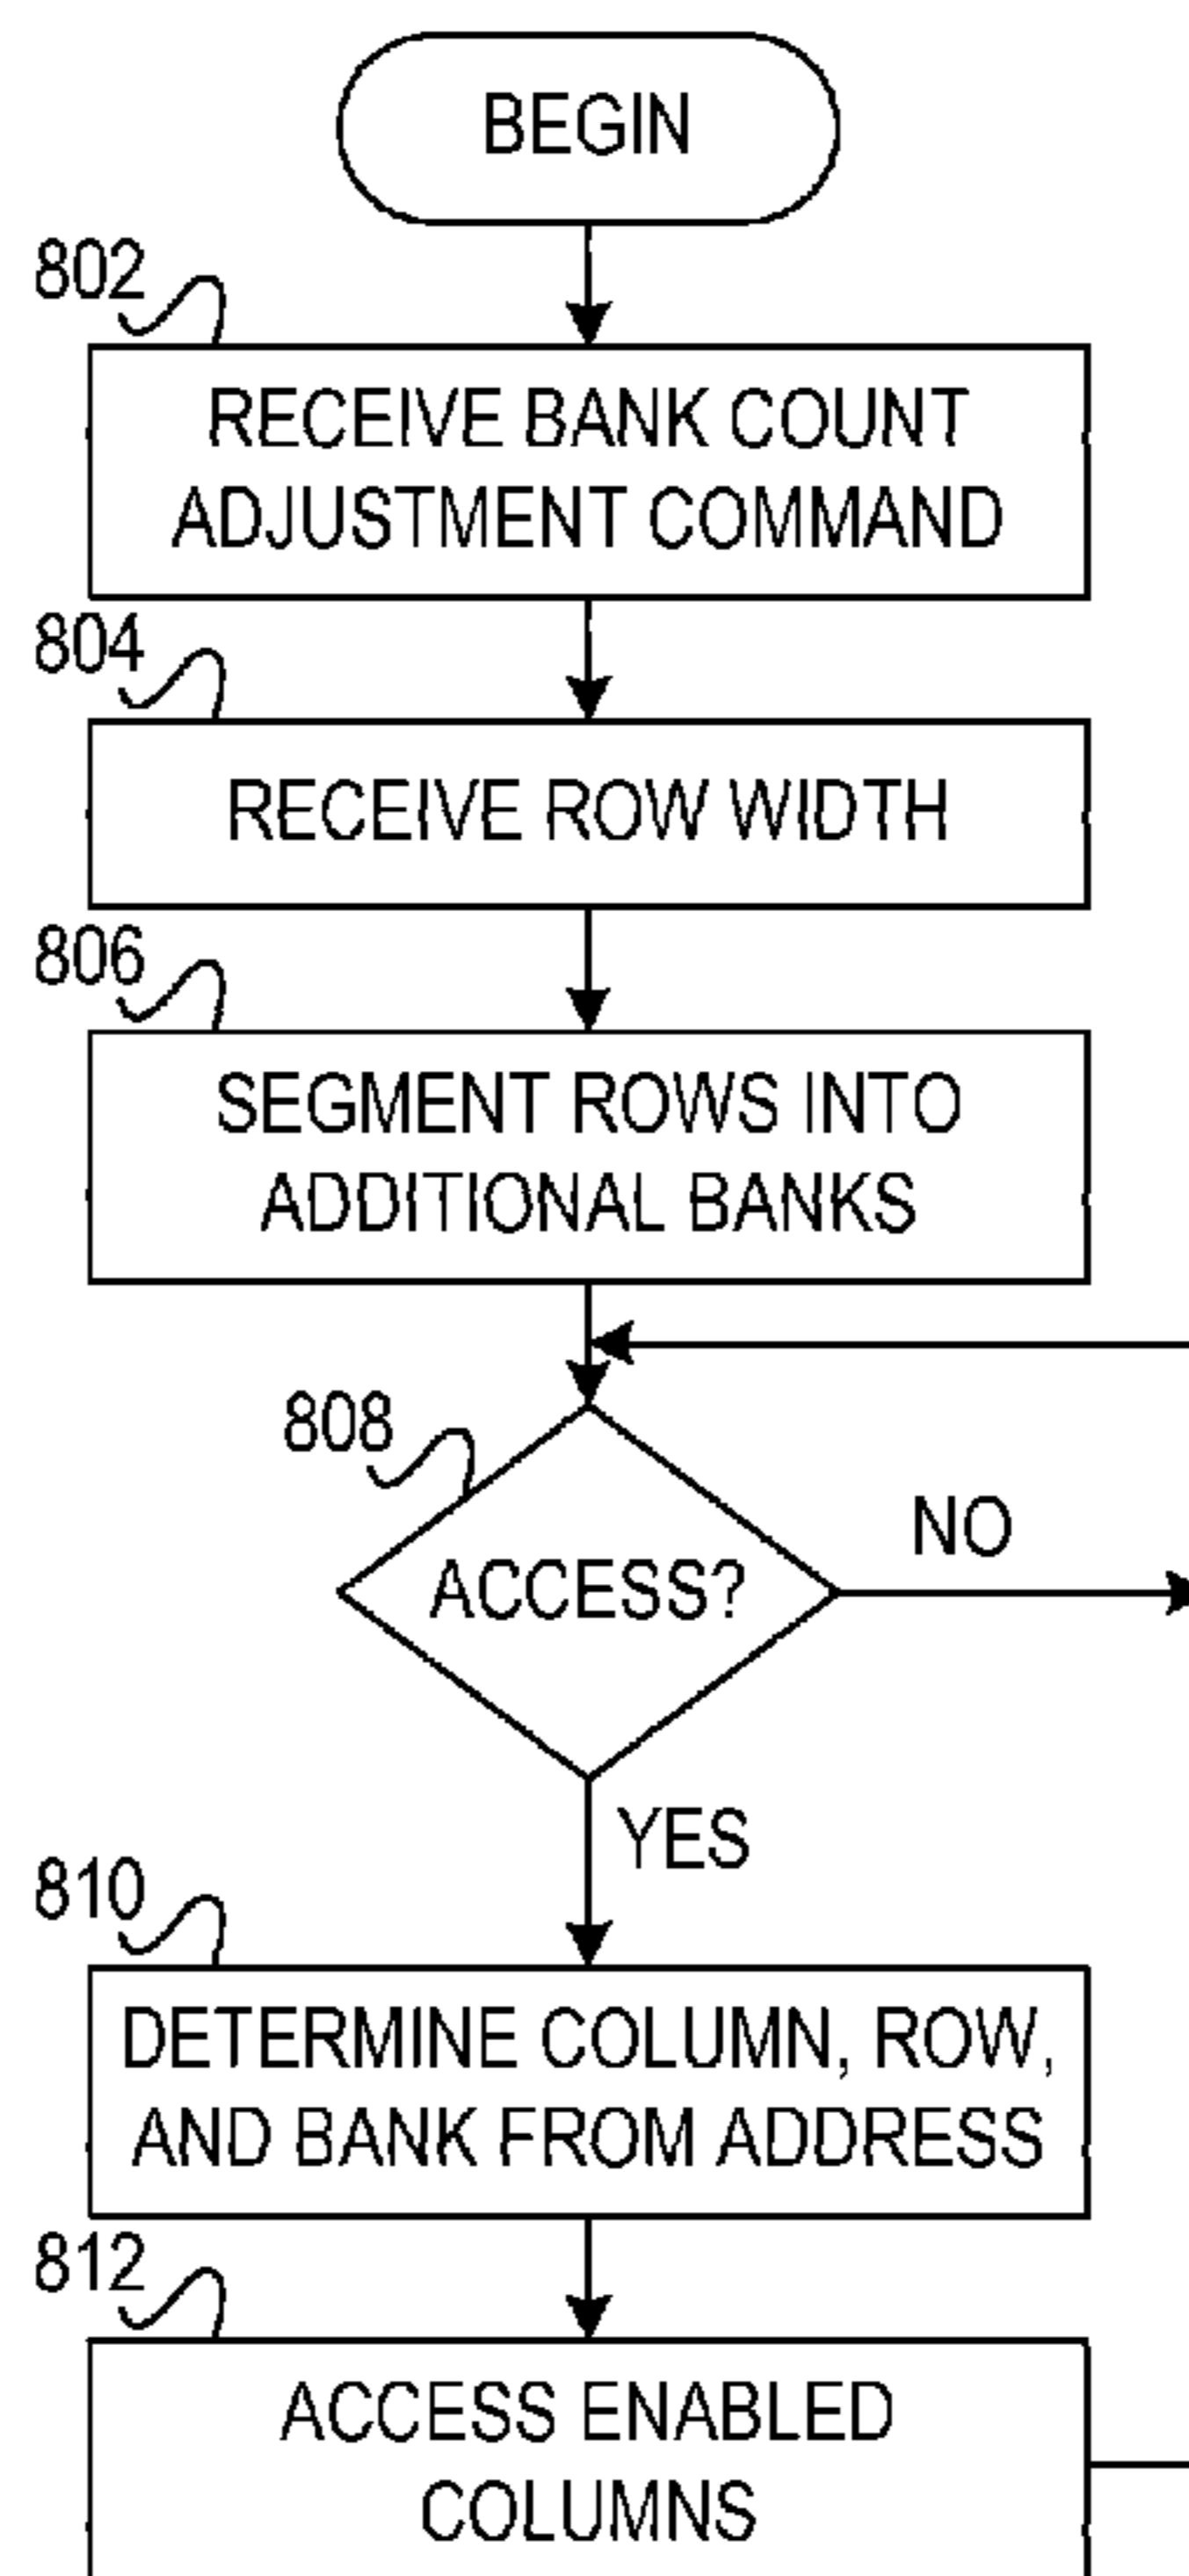 BEGIN
802
RECEIVE BANK COUNT
ADJUSTMENT COMMAND
804
RECEIVE ROW WIDTH
806
SEGMENT ROWS INTO
ADDITIONAL BANKS
808
ACCESS?
NO
YES
810
DETERMINE COLUMN, ROW,
AND BANK FROM ADDRESS
812
ACCESS ENABLED
COLUMNS